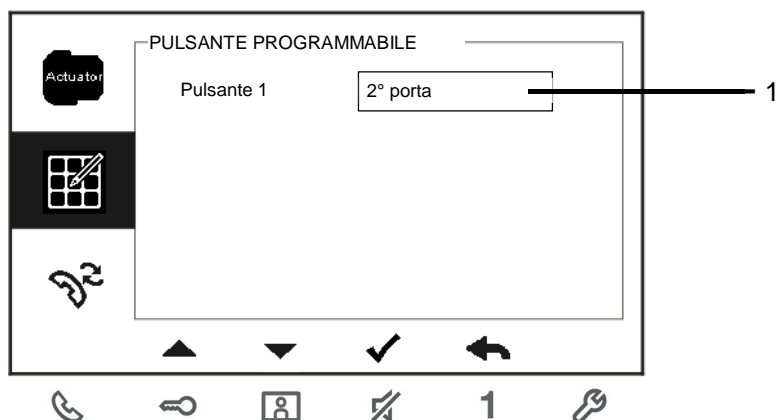 PULSANTE PROGRAMMABILE
Actuator
Pulsante 1
2° porta
1
1